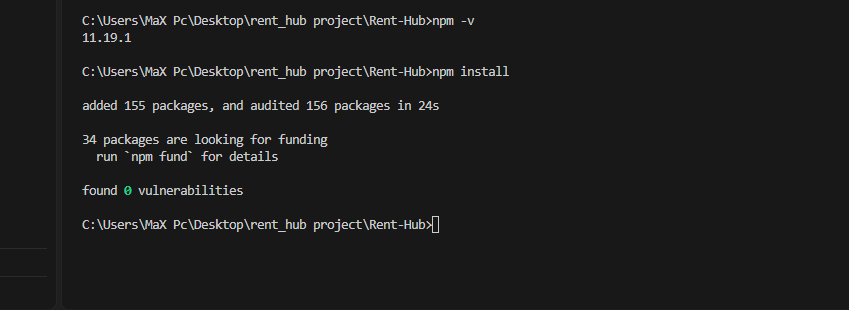 C:\Users\MaX Pc\Desktop\rent_hub project\Rent-Hub>npm -v
11.19.1
C:\Users\MaX Pc\Desktop\rent_hub project\Rent-Hub>npm install
added 155 packages, and audited 156 packages in 24s
34 packages are looking for funding
  run `npm fund` for details
found 0 vulnerabilities
C:\Users\MaX Pc\Desktop\rent_hub project\Rent-Hub>